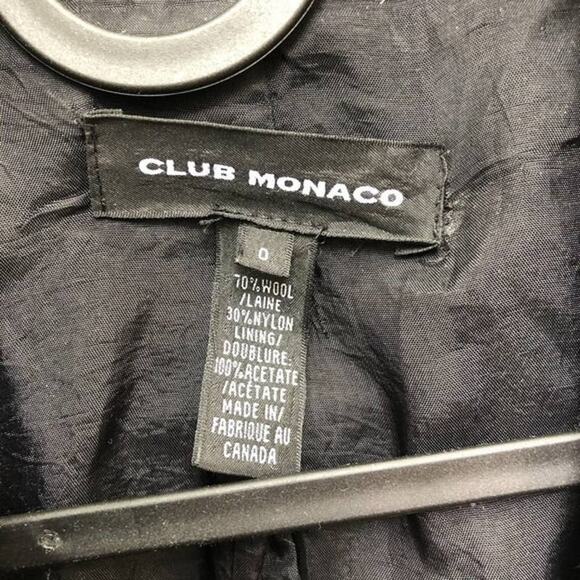 CLUB MONACO
0
70% WOOL
/LAINE
30% NYLON
LINING/
DOUBLURE:
100% ACETATE
/ACÉTATE
MADE IN/
FABRIQUE AU
CANADA